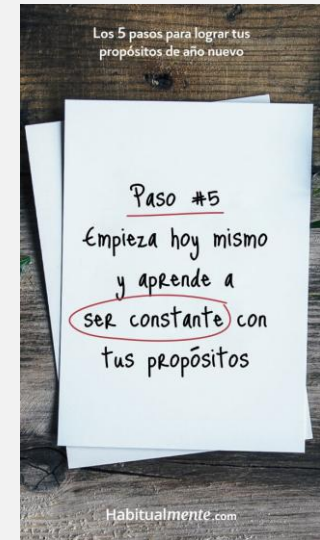 Los 5 pasos para lograr tus
propósitos de año nuevo
Paso #5
Empieza hoy mismo
y aprende a
ser constante con
tus propósitos
Habitualmente.com